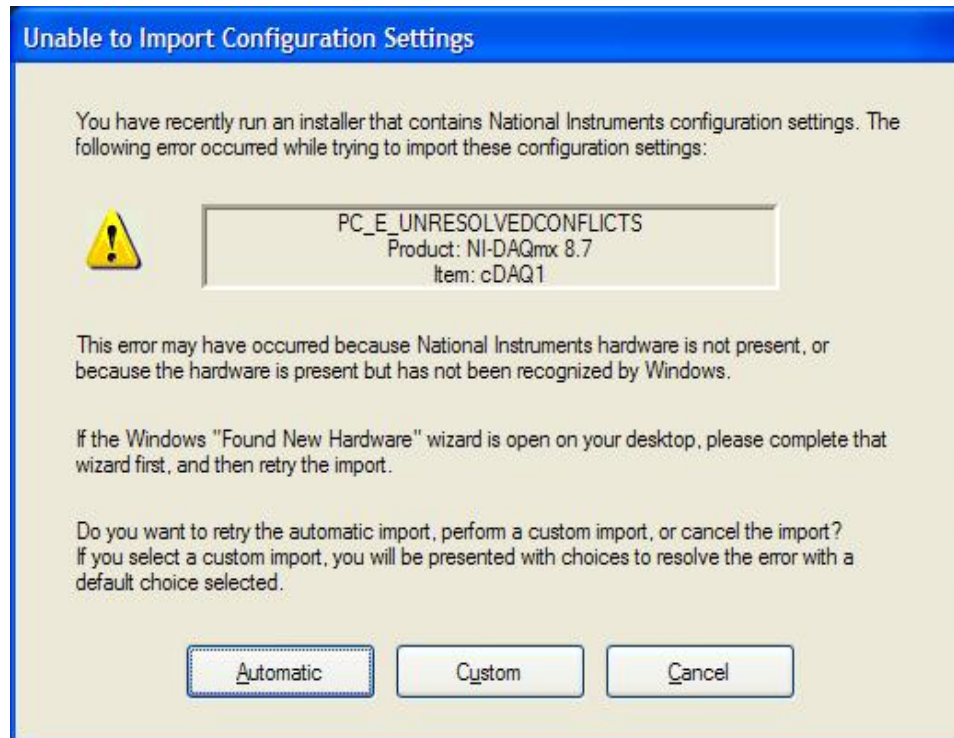 Unable to Import Configuration Settings
You have recently run an installer that contains National Instruments configuration settings. The
following error occurred while trying to import these configuration settings:
PC_E_UNRESOLVEDCONFLICTS
Product: NI-DAQmx 8.7
Item: cDAQ1
This error may have occurred because National Instruments hardware is not present, or
because the hardware is present but has not been recognized by Windows.
If the Windows "Found New Hardware" wizard is open on your desktop, please complete that
wizard first, and then retry the import.
Do you want to retry the automatic import, perform a custom import, or cancel the import?
If you select a custom import, you will be presented with choices to resolve the error with a
default choice selected.
Automatic
Custom
Cancel